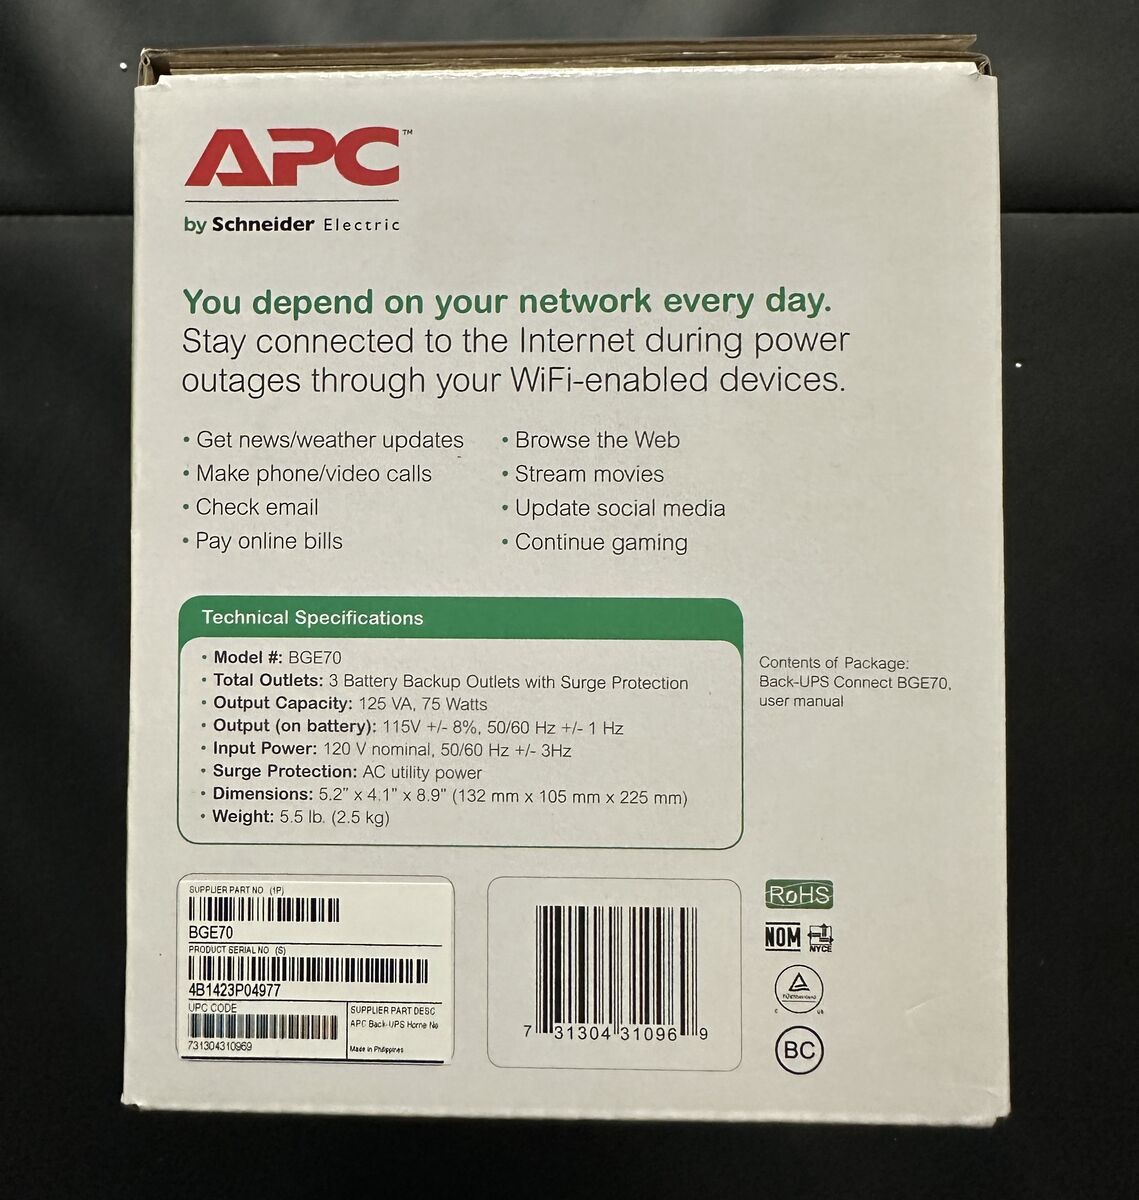 APC™
by Schneider Electric
You depend on your network every day.
Stay connected to the Internet during power
outages through your WiFi-enabled devices.
• Get news/weather updates
• Make phone/video calls
• Check email
• Pay online bills
• Browse the Web
• Stream movies
• Update social media
• Continue gaming
Technical Specifications
• Model #: BGE70
• Total Outlets: 3 Battery Backup Outlets with Surge Protection
• Output Capacity: 125 VA, 75 Watts
• Output (on battery): 115V +/- 8%, 50/60 Hz +/- 1 Hz
• Input Power: 120 V nominal, 50/60 Hz +/- 3Hz
• Surge Protection: AC utility power
• Dimensions: 5.2" x 4.1" x 8.9" (132 mm x 105 mm x 225 mm)
• Weight: 5.5 lb. (2.5 kg)
Contents of Package:
Back-UPS Connect BGE70,
user manual
SUPPLIER PART NO (1P)
BGE70
PRODUCT SERIAL NO (S)
4B1423P04977
UPC CODE
731304310969
SUPPLIER PART DESC
APC Back-UPS Home Ne
Made in Philippines
7 31304 31096 9
RoHS
NOM
NYCE
C US
BC